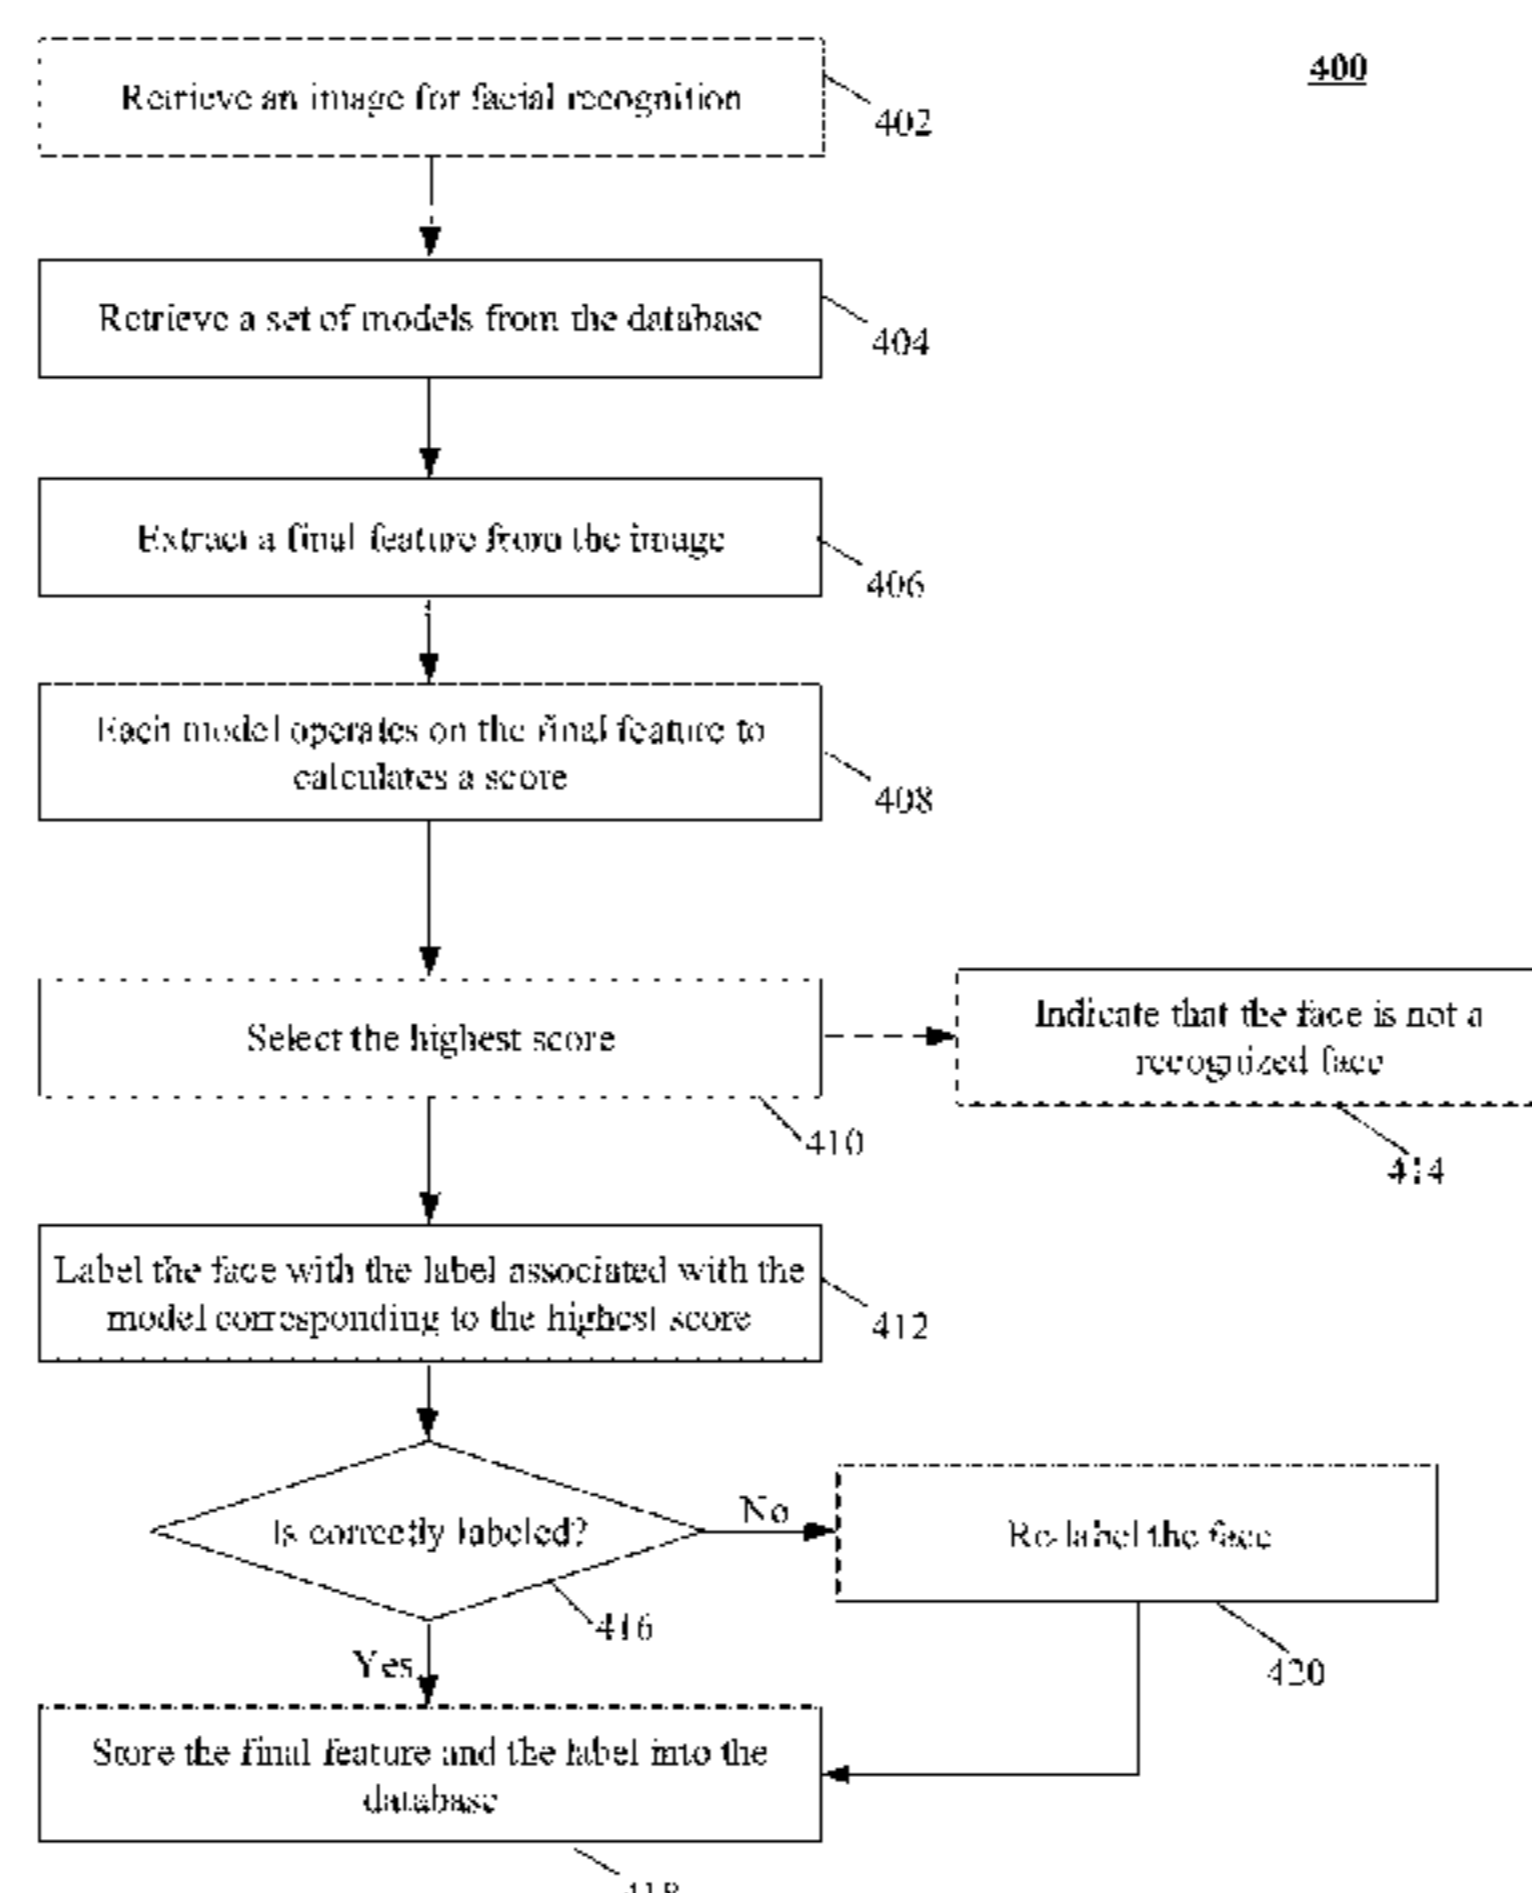 400
Retrieve an image for facial recognition
402
Retrieve a set of models from the database
404
Extract a final feature from the image
406
Each model operates on the final feature to
calculates a score
408
Select the highest score
410
Indicate that the face is not a
recognized face
414
Label the face with the label associated with the
model corresponding to the highest score
412
Is correctly labeled?
416
No
Re-label the face
420
Yes
Store the final feature and the label into the
database
418